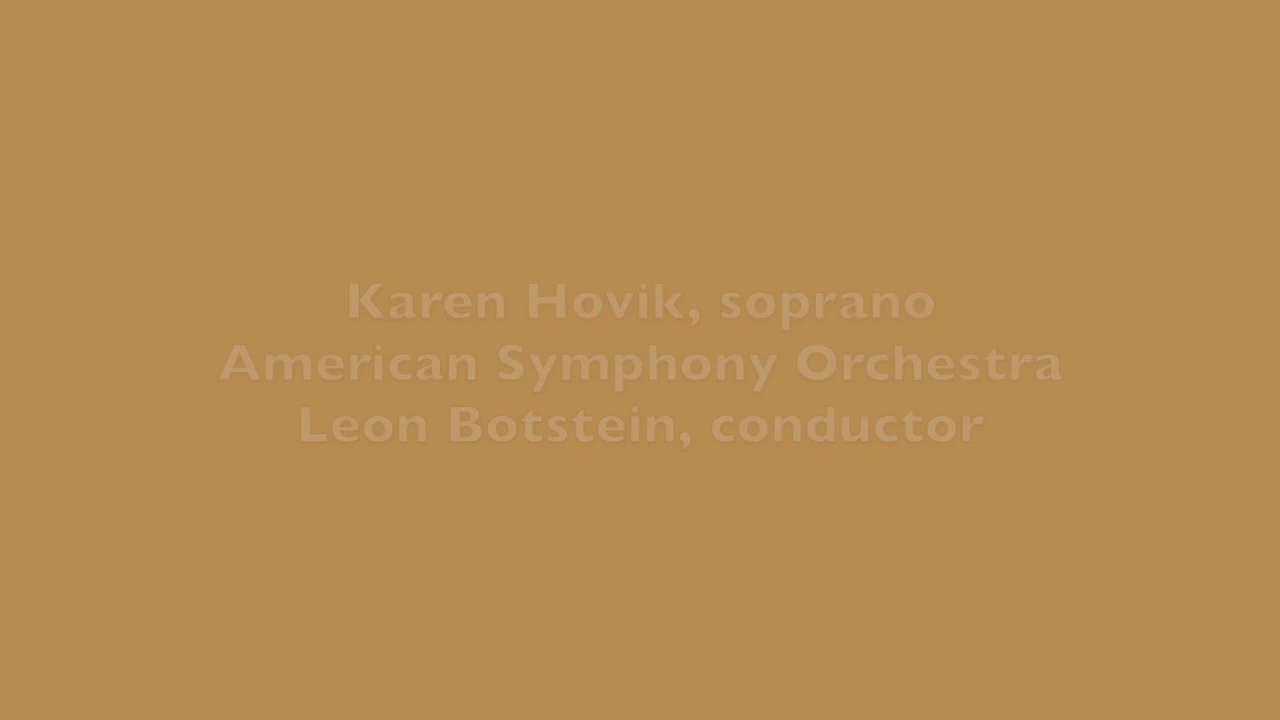 Karen Hovik, soprano
American Symphony Orchestra
Leon Botstein, conductor